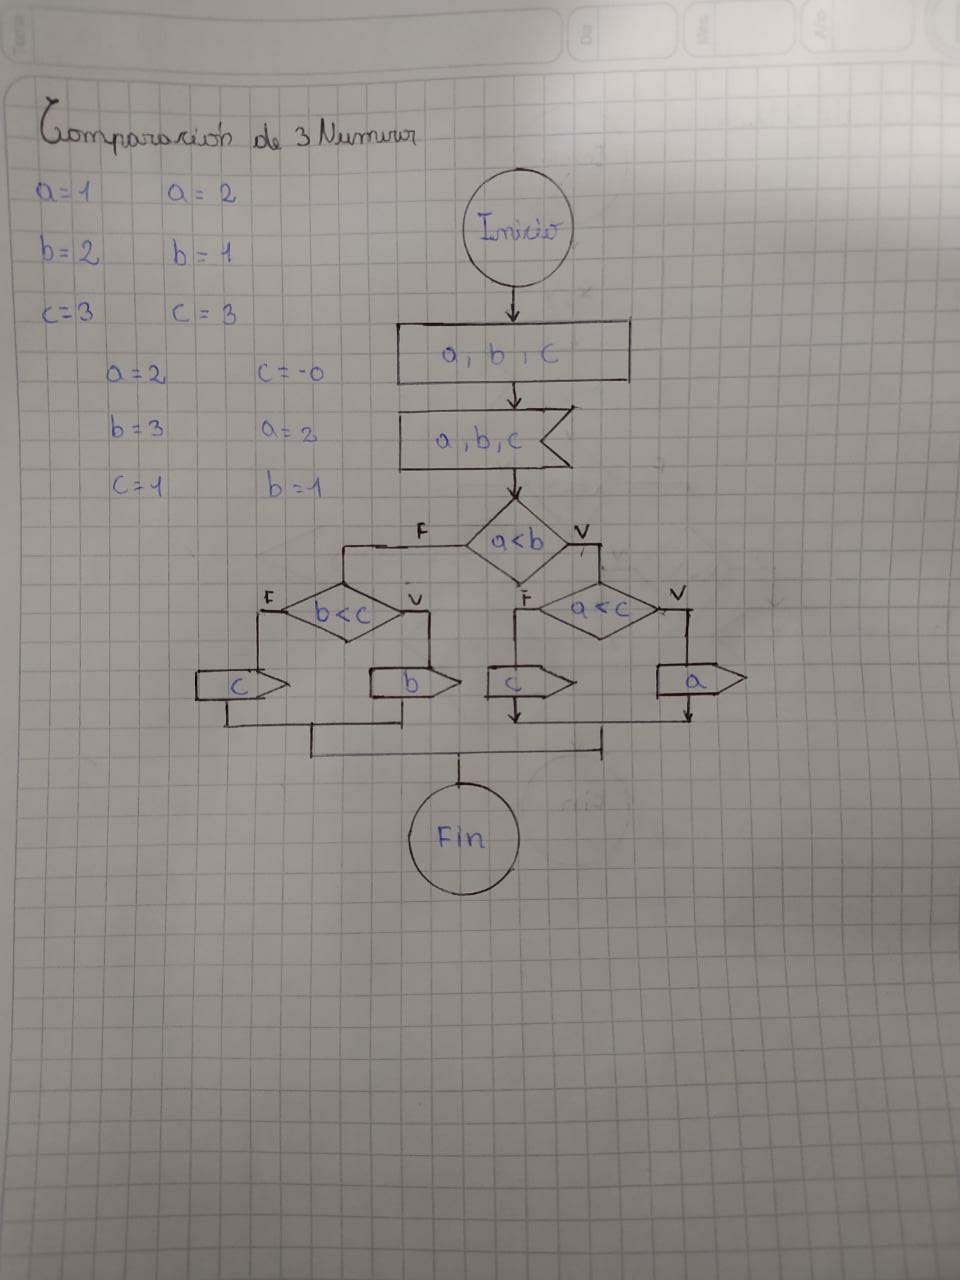 Comparación de 3 Numeros
a=1 a=2
b=2 b=1
c=3 c=3
a=2 c=-0
b=3 a=2
c=1 b=1
Inicio
a, b, c
a, b, c
a<b
F V
b<c
F V
a<c
F V
c
b
c
a
Fin